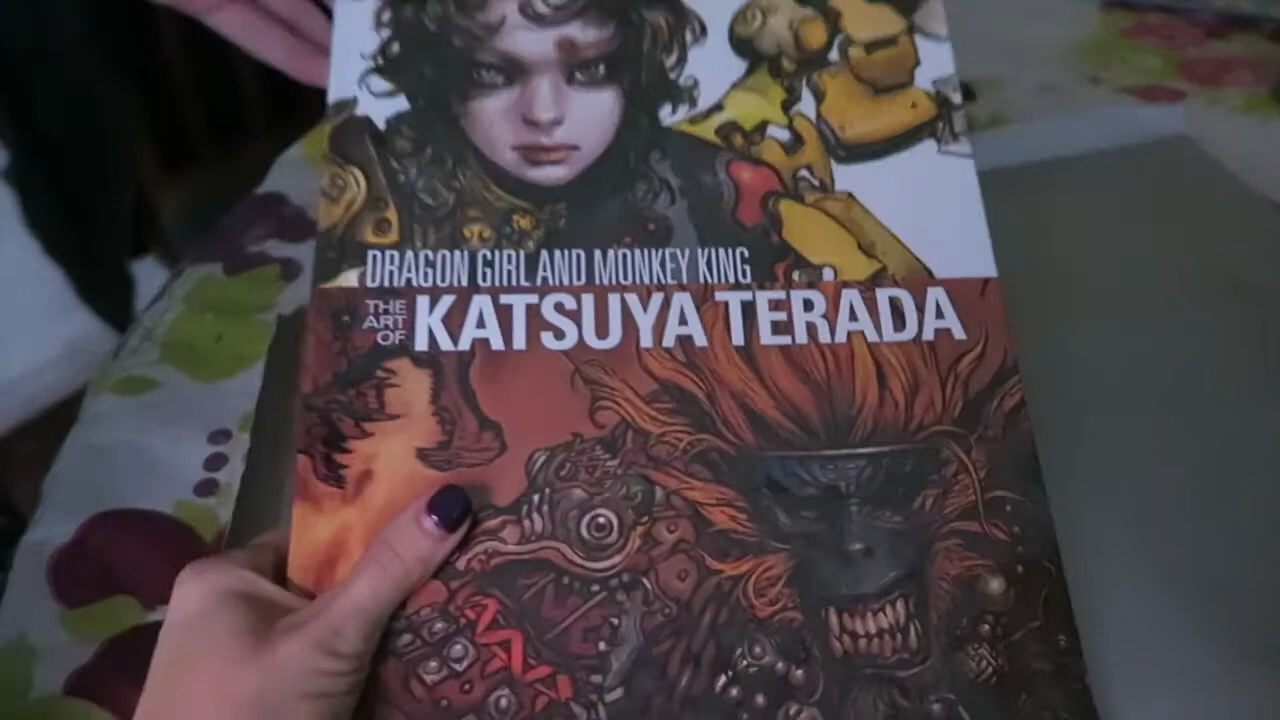 DRAGON GIRL AND MONKEY KING
THE
ART
OF
KATSUYA TERADA